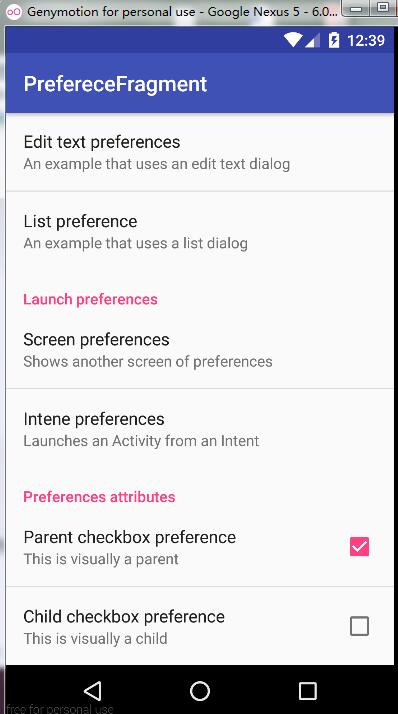 Genymotion for personal use - Google Nexus 5 - 6.0...
12:39
PrefereceFragment
Edit text preferences
An example that uses an edit text dialog
List preference
An example that uses a list dialog
Launch preferences
Screen preferences
Shows another screen of preferences
Intene preferences
Launches an Activity from an Intent
Preferences attributes
Parent checkbox preference
This is visually a parent
Child checkbox preference
This is visually a child
free for personal use